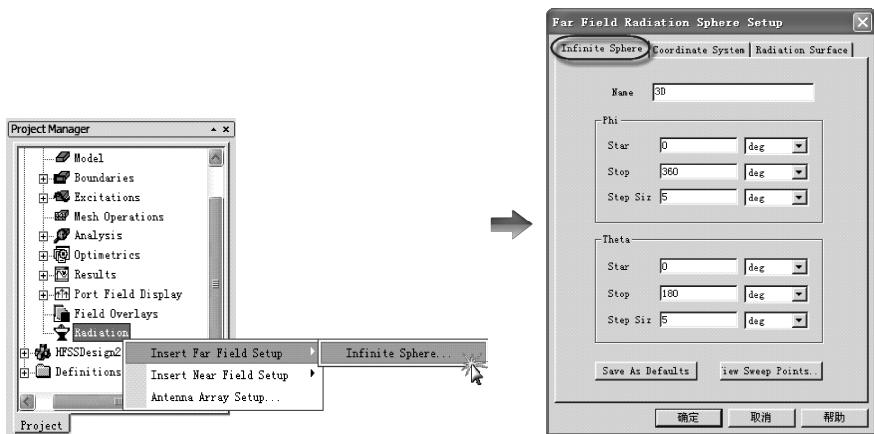 Project Manager
Model
Boundaries
Excitations
Mesh Operations
Analysis
Optimetrics
Results
Port Field Display
Field Overlays
Radiation
HFSSDesign2
Definitions
Project
Insert Far Field Setup
Insert Near Field Setup
Antenna Array Setup...
Infinite Sphere...
Far Field Radiation Sphere Setup
Infinite Sphere Coordinate System Radiation Surface
Name 3D
Phi
Star 0 deg
Stop 360 deg
Step Siz 5 deg
Theta
Star 0 deg
Stop 180 deg
Step Siz 5 deg
Save As Defaults iew Sweep Points..
确定 取消 帮助